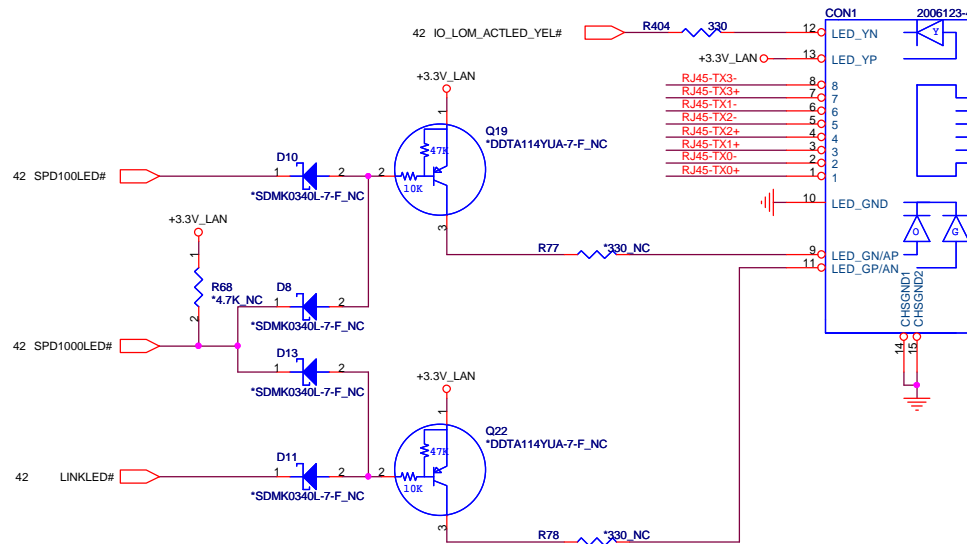 CON1 2006123-4
42 IO_LOM_ACTLED_YEL# R404 330 12 LED_YN Y
+3.3V_LAN 13 LED_YP
RJ45-TX3- 8 8
RJ45-TX3+ 7 7
RJ45-TX1- 6 6
RJ45-TX2- 5 5
RJ45-TX2+ 4 4
RJ45-TX1+ 3 3
RJ45-TX0- 2 2
RJ45-TX0+ 1 1
10 LED_GND
O G
9 LED_GN/AP
11 LED_GP/AN
CHSGND1
CHSGND2
14
15
+3.3V_LAN
1
Q19
*DDTA114YUA-7-F_NC
47K
10K
2
3
42 SPD100LED# 1 D10 2
*SDMK0340L-7-F_NC
R77 *330_NC
+3.3V_LAN
1
R68
*4.7K_NC
2
D8
1 2
*SDMK0340L-7-F_NC
42 SPD1000LED#
D13
1 2
*SDMK0340L-7-F_NC
+3.3V_LAN
1
Q22
*DDTA114YUA-7-F_NC
47K
10K
2
3
42 LINKLED# 1 D11 2
*SDMK0340L-7-F_NC
R78 *330_NC